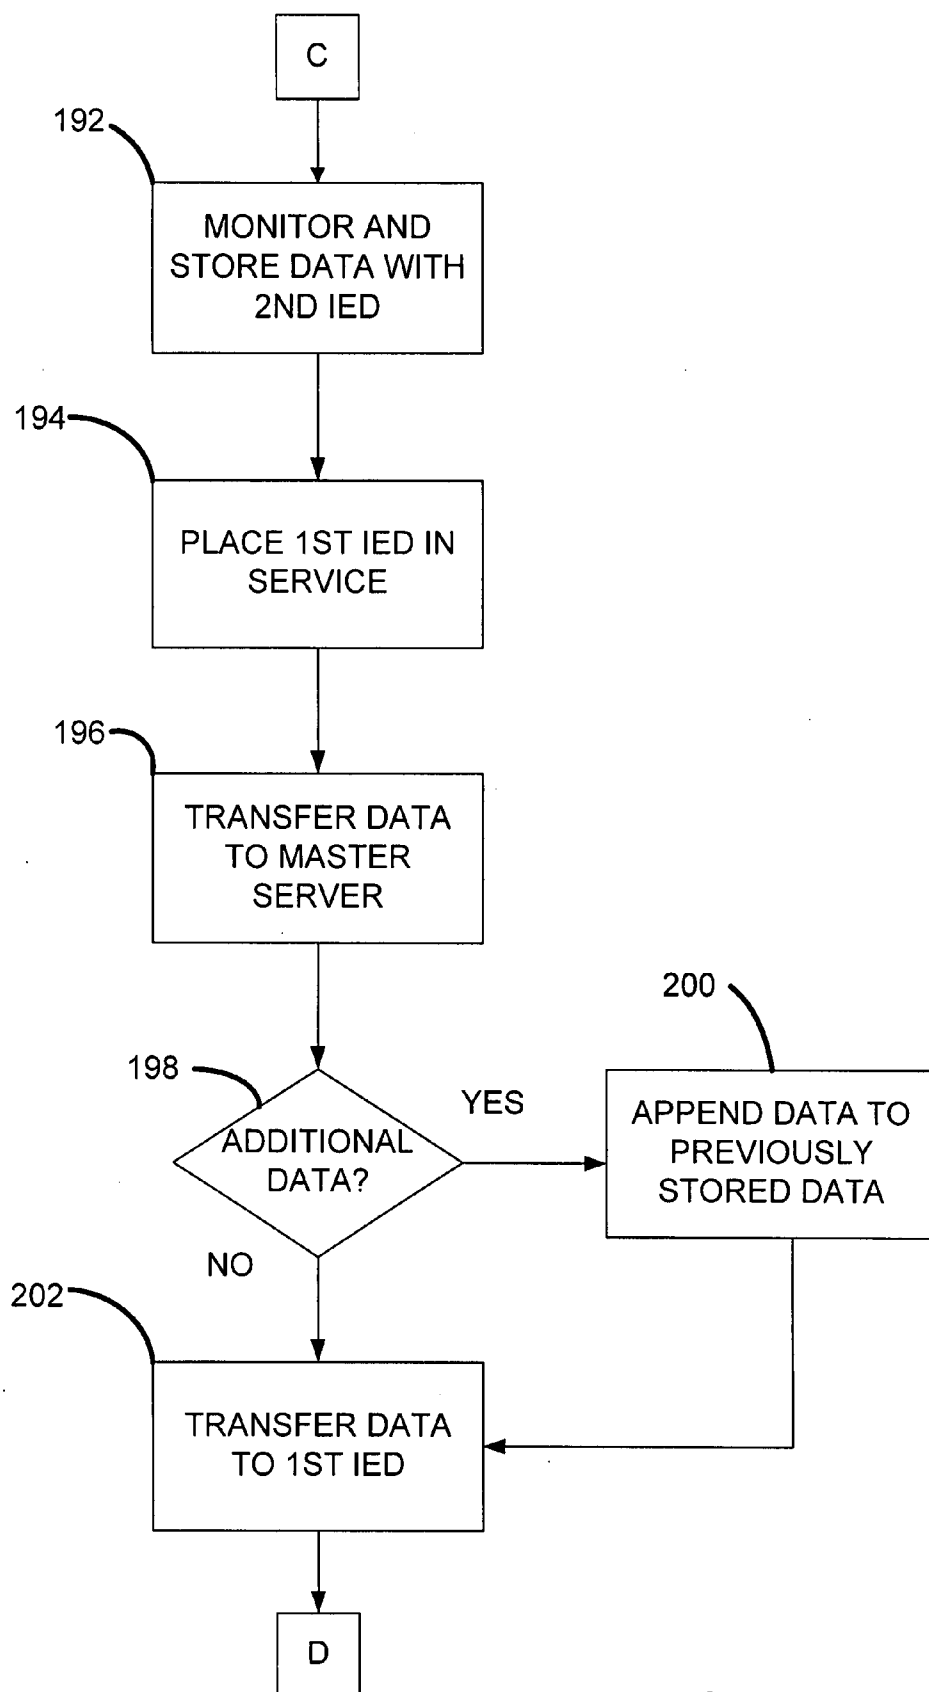 C
192
MONITOR AND
STORE DATA WITH
2ND IED
194
PLACE 1ST IED IN
SERVICE
196
TRANSFER DATA
TO MASTER
SERVER
198
ADDITIONAL
DATA?
YES
200
APPEND DATA TO
PREVIOUSLY
STORED DATA
NO
202
TRANSFER DATA
TO 1ST IED
D